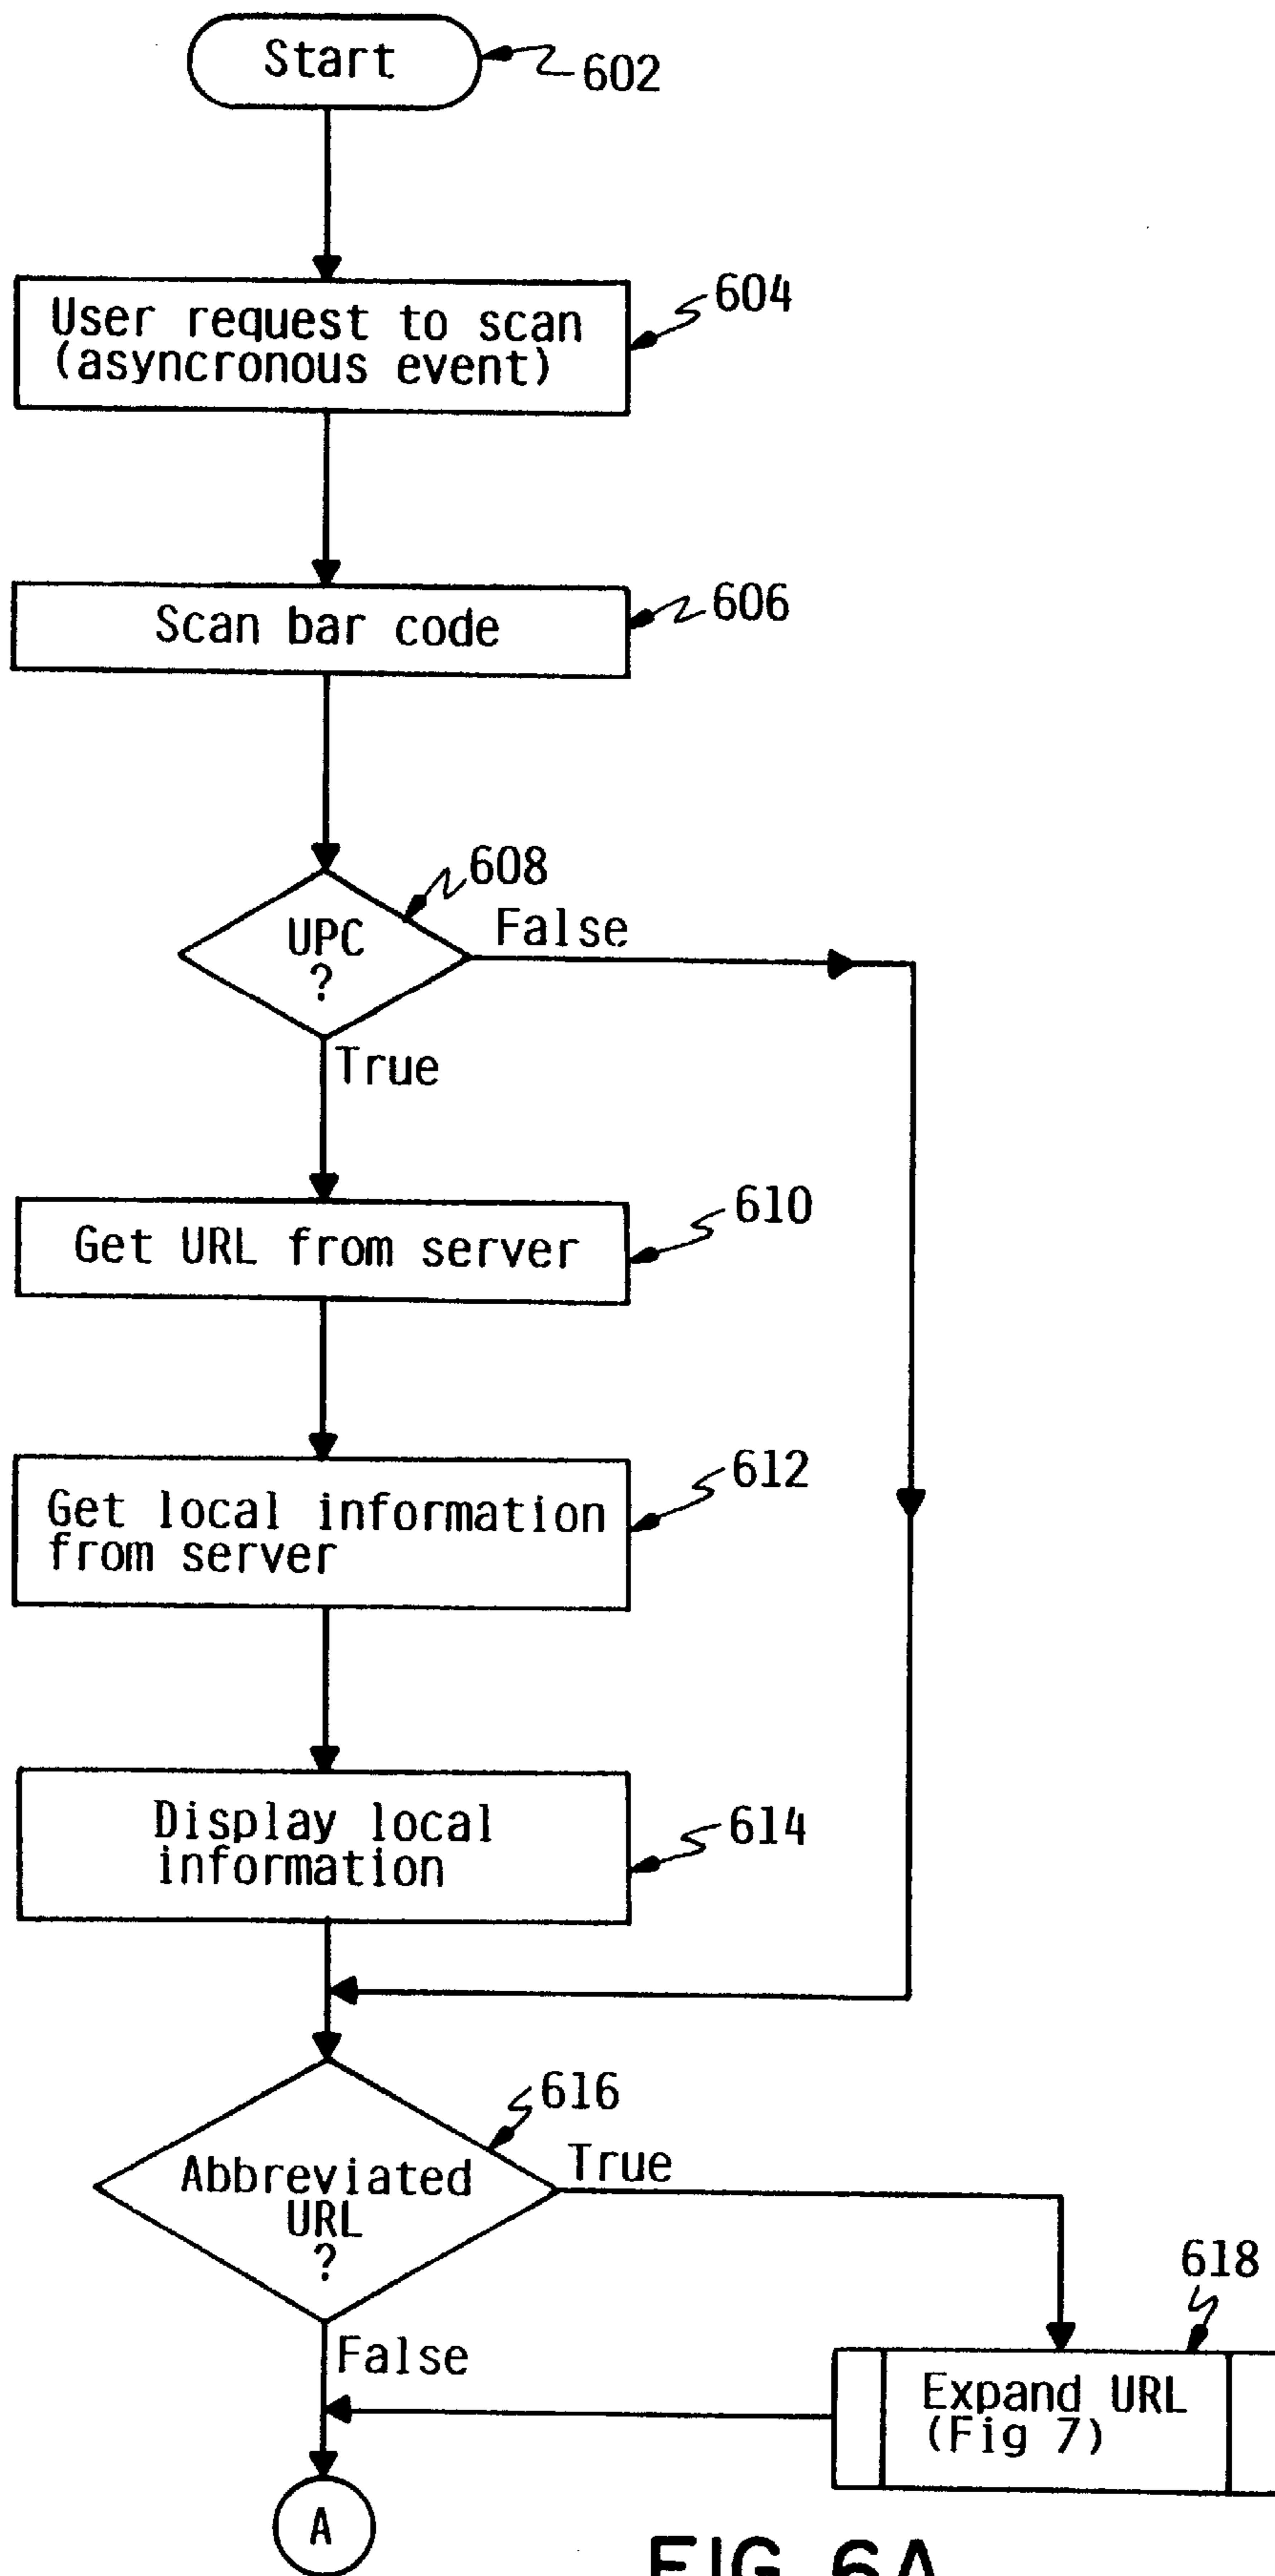 Start
602
User request to scan
(asyncronous event)
604
Scan bar code
606
608
UPC
?
False
True
Get URL from server
610
Get local information
from server
612
Display local
information
614
616
Abbreviated
URL
?
True
618
False
Expand URL
(Fig 7)
A
FIG. 6A